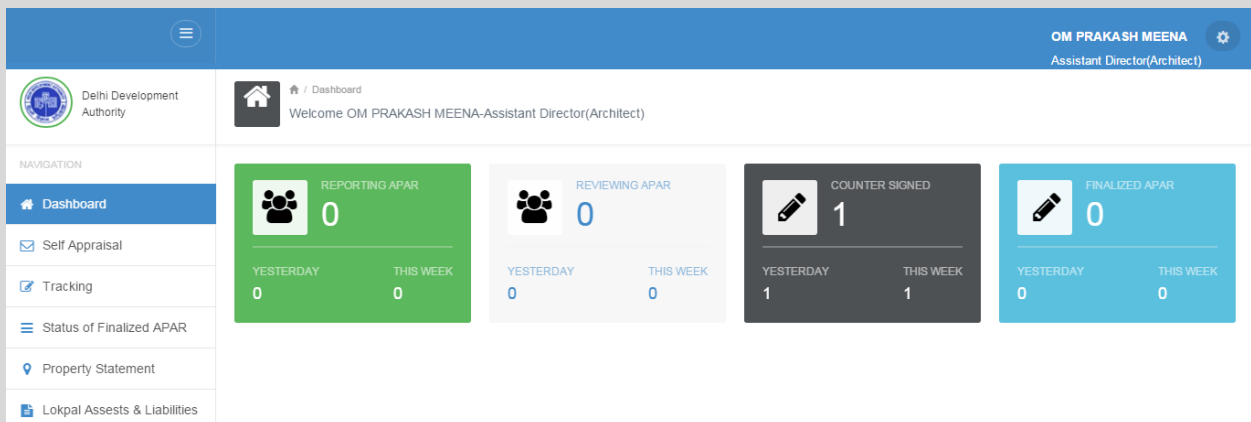 OM PRAKASH MEENA
Assistant Director(Architect)
Delhi Development
Authority
/ Dashboard
Welcome OM PRAKASH MEENA-Assistant Director(Architect)
NAVIGATION
Dashboard
Self Appraisal
Tracking
Status of Finalized APAR
Property Statement
Lokpal Assests & Liabilities
REPORTING APAR
0
YESTERDAY THIS WEEK
0 0
REVIEWING APAR
0
YESTERDAY THIS WEEK
0 0
COUNTER SIGNED
1
YESTERDAY THIS WEEK
1 1
FINALIZED APAR
0
YESTERDAY THIS WEEK
0 0